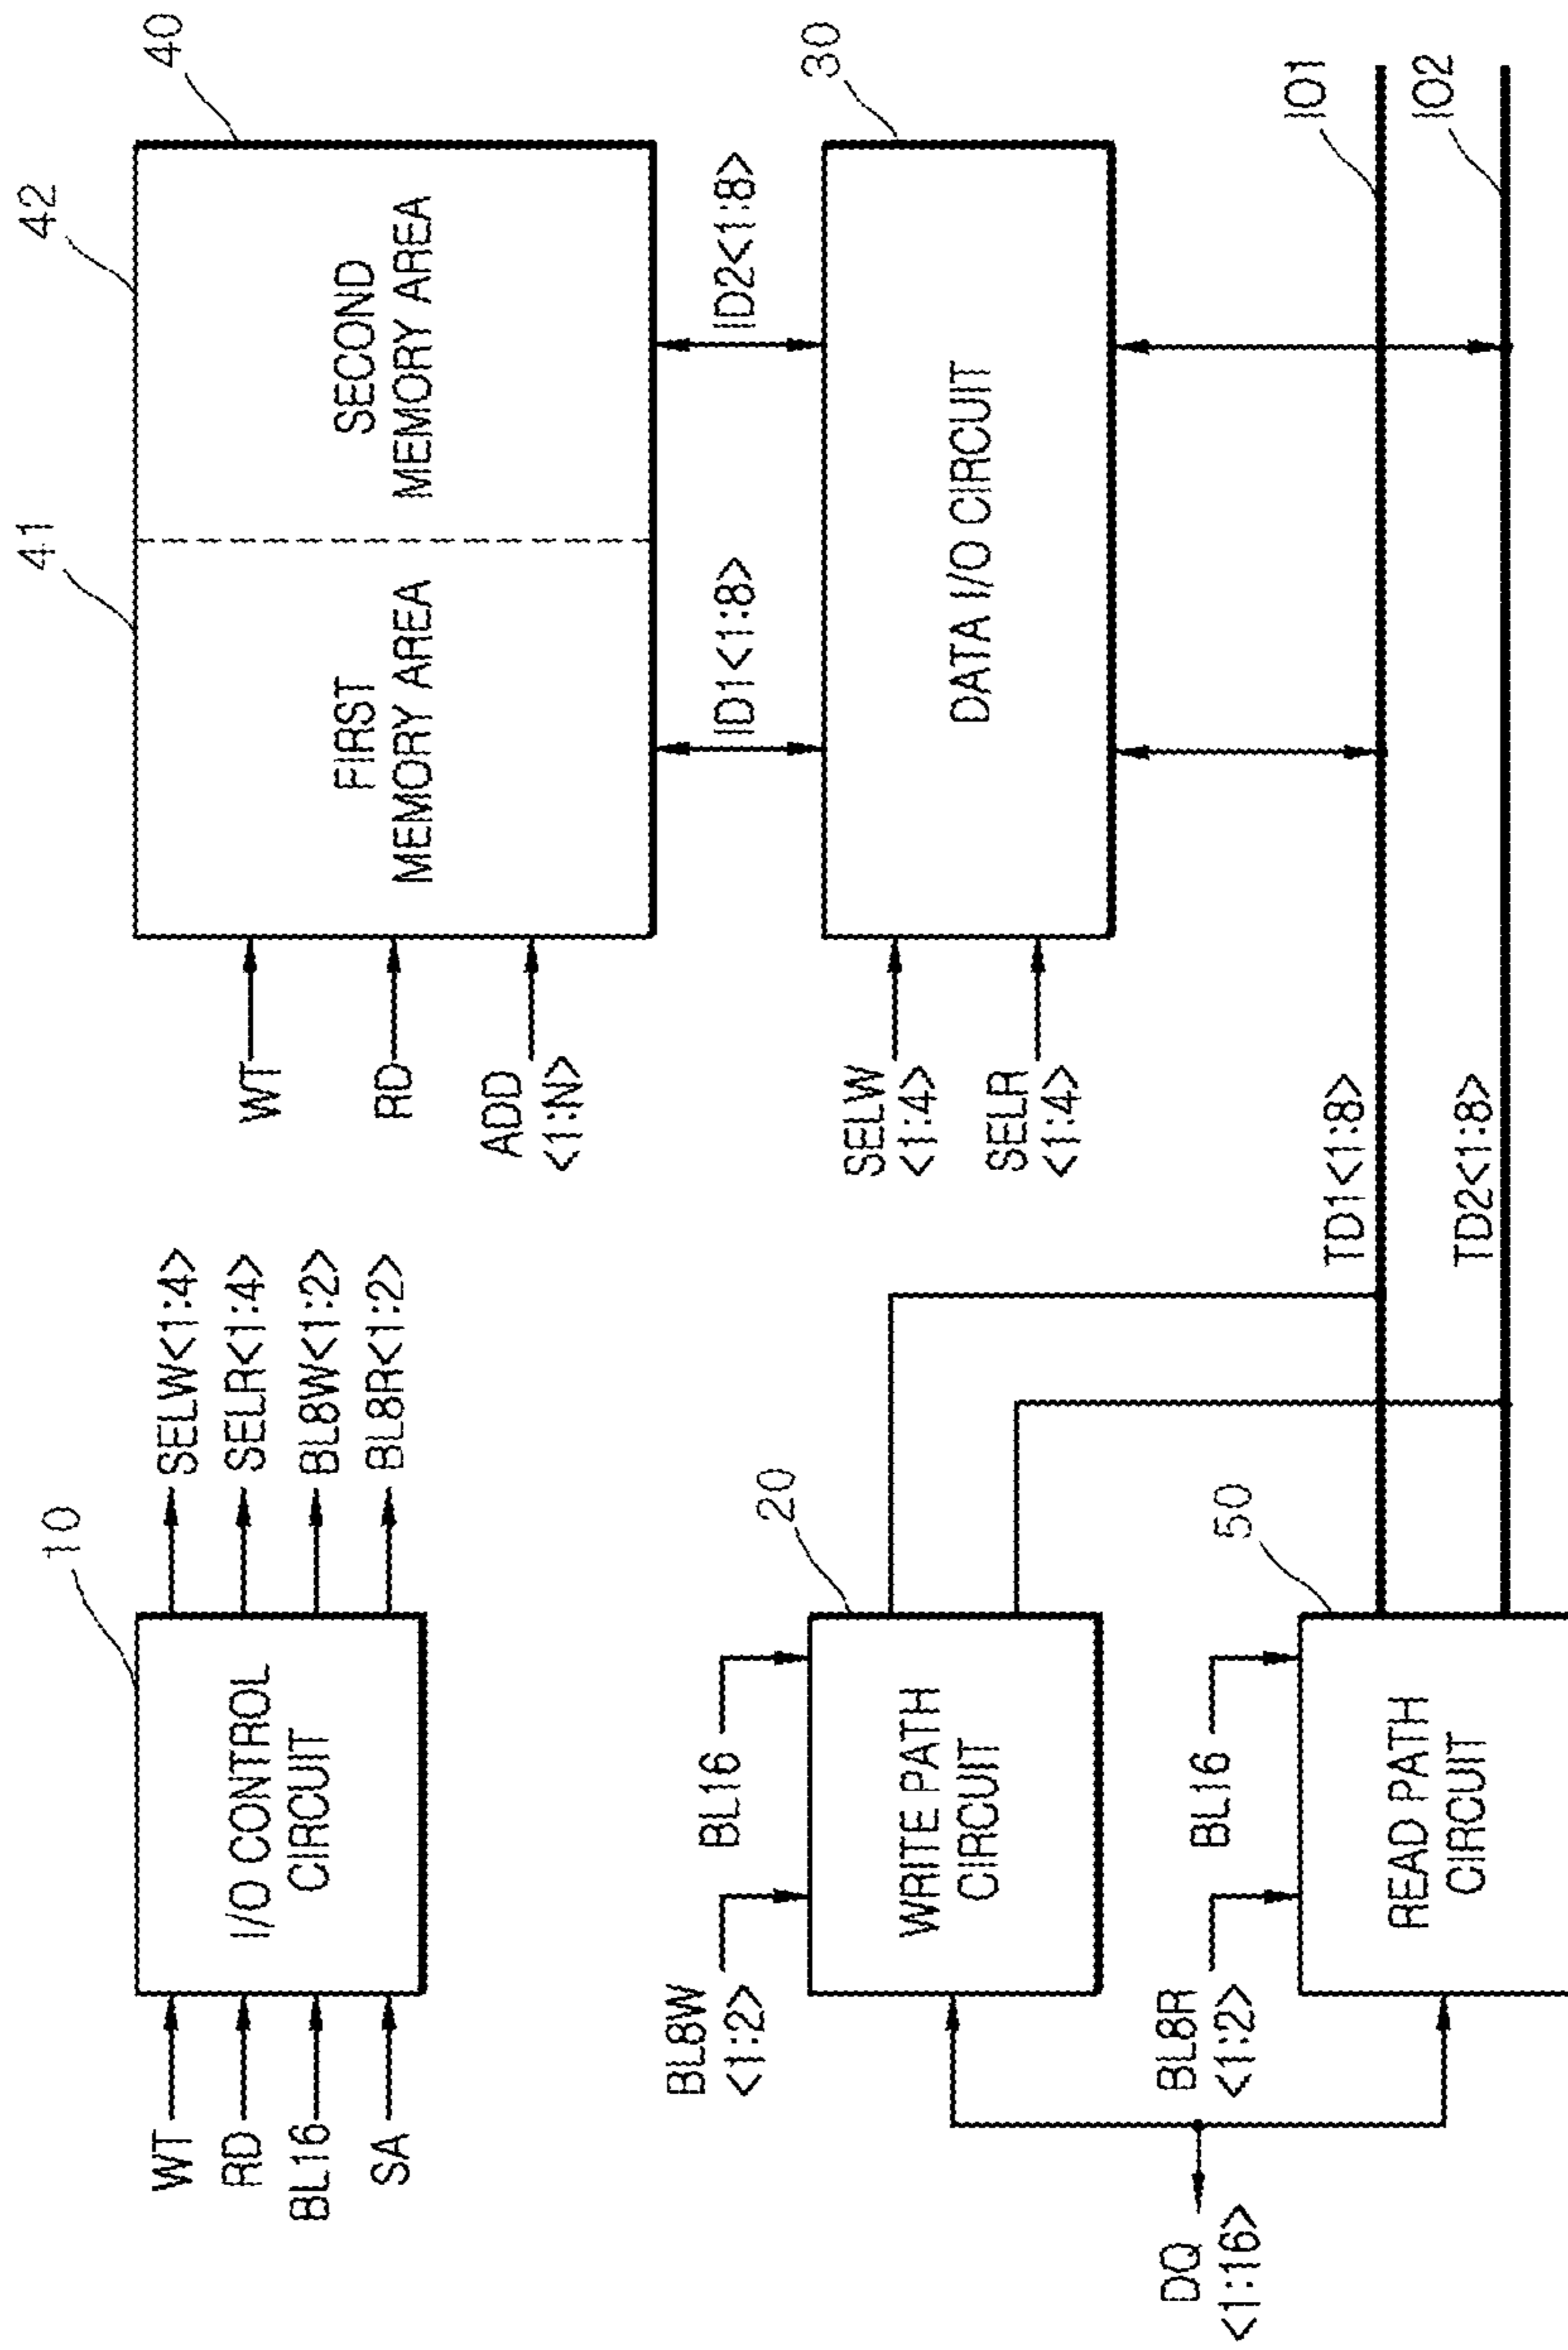 10
WT
RD
BL16
SA
I/O CONTROL
CIRCUIT
SELW<1:4>
SELR<1:4>
BL8W<1:2>
BL8R<1:2>
41
42
40
WT
RD
ADD
<1:N>
FIRST
MEMORY AREA
SECOND
MEMORY AREA
ID1<1:8>
ID2<1:8>
30
SELW
<1:4>
SELR
<1:4>
DATA I/O CIRCUIT
BL8W
<1:2>
BL16
20
WRITE PATH
CIRCUIT
DQ
<1:16>
BL8R
<1:2>
BL16
50
READ PATH
CIRCUIT
TD1<1:8>
IO1
TD2<1:8>
IO2